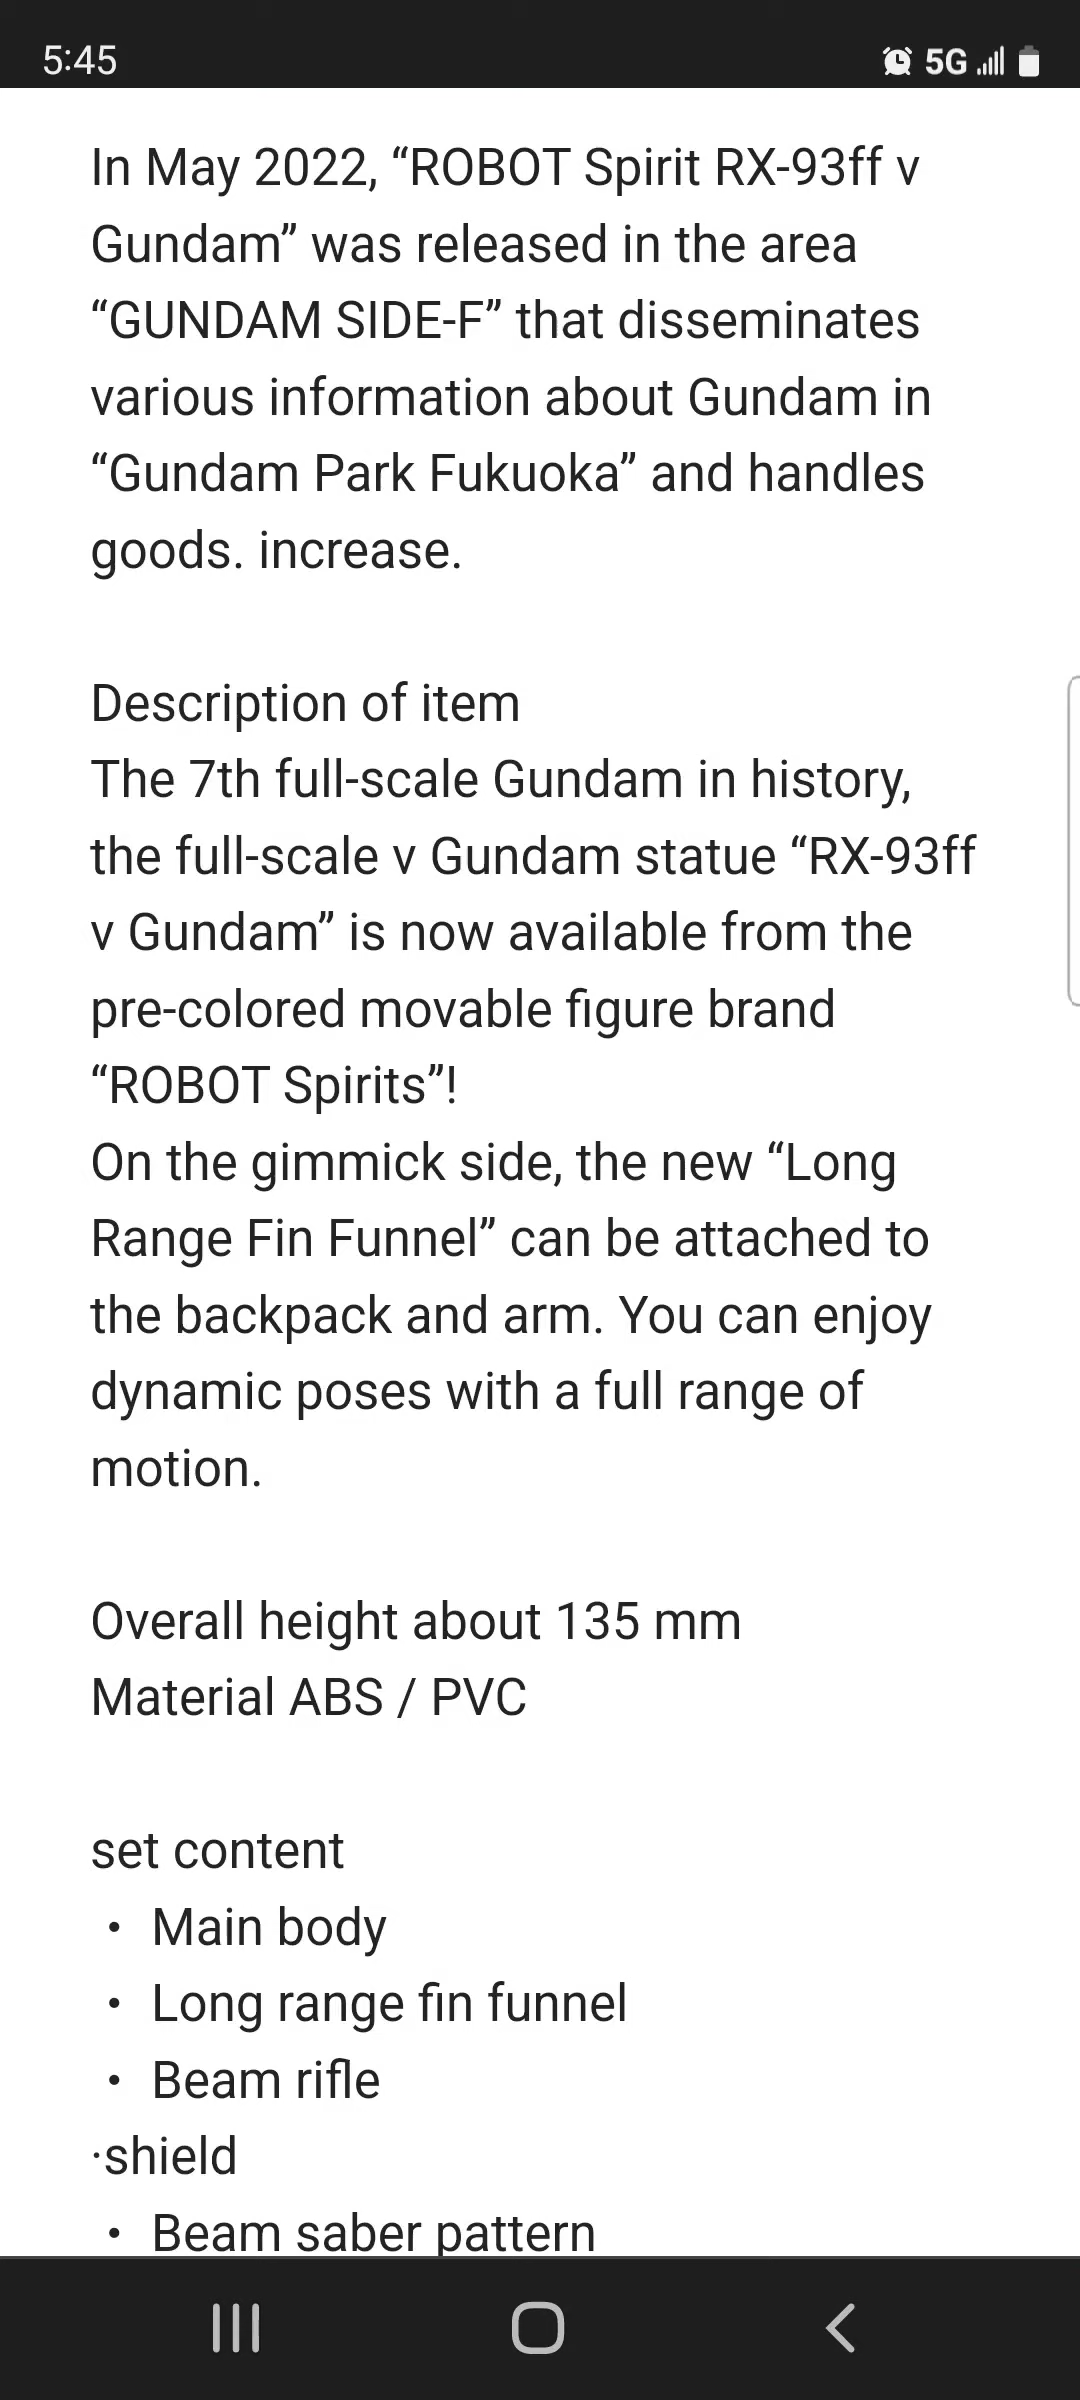 5:45
5G
In May 2022, “ROBOT Spirit RX-93ff v
Gundam” was released in the area
“GUNDAM SIDE-F” that disseminates
various information about Gundam in
“Gundam Park Fukuoka” and handles
goods. increase.
Description of item
The 7th full-scale Gundam in history,
the full-scale v Gundam statue “RX-93ff
v Gundam” is now available from the
pre-colored movable figure brand
“ROBOT Spirits”!
On the gimmick side, the new “Long
Range Fin Funnel” can be attached to
the backpack and arm. You can enjoy
dynamic poses with a full range of
motion.
Overall height about 135 mm
Material ABS / PVC
set content
・ Main body
・ Long range fin funnel
・ Beam rifle
·shield
・ Beam saber pattern